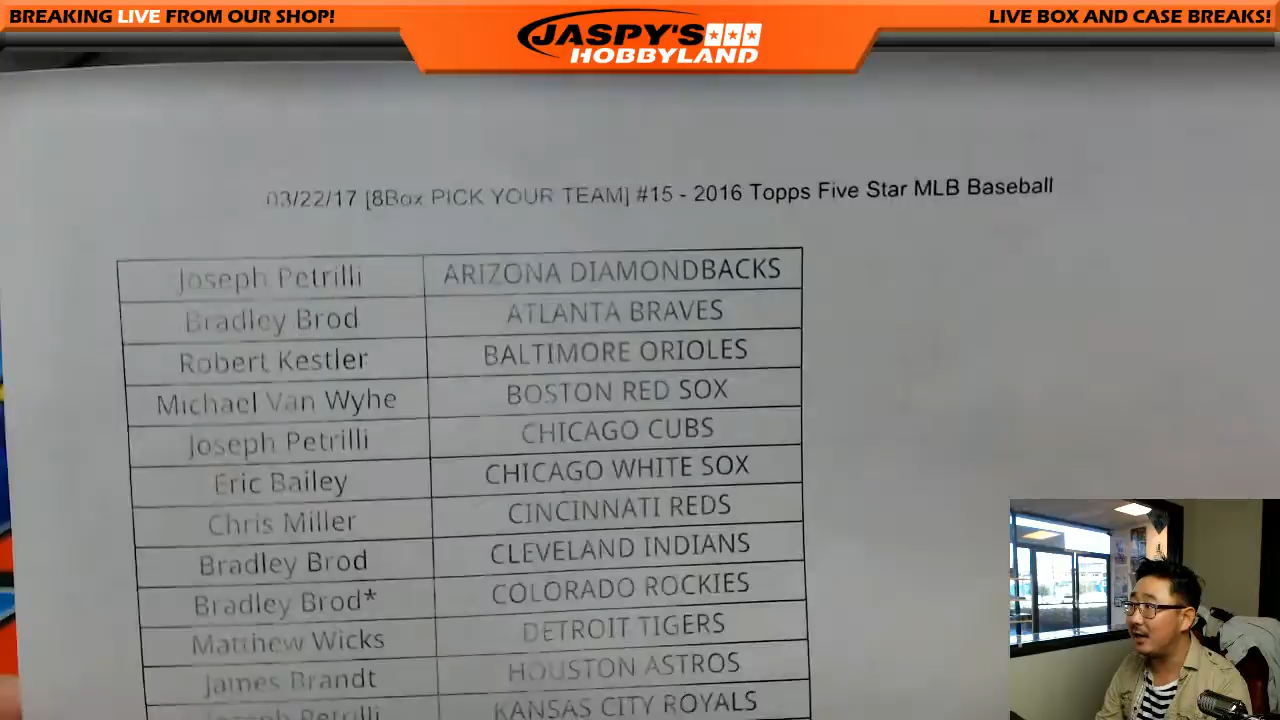 BREAKING LIVE FROM OUR SHOP!
JASPY'S
HOBBYLAND
LIVE BOX AND CASE BREAKS!
03/22/17 [8Box PICK YOUR TEAM] #15 - 2016 Topps Five Star MLB Baseball
Joseph Petrilli ARIZONA DIAMONDBACKS
Bradley Brod ATLANTA BRAVES
Robert Kestler BALTIMORE ORIOLES
Michael Van Wyhe BOSTON RED SOX
Joseph Petrilli CHICAGO CUBS
Eric Bailey CHICAGO WHITE SOX
Chris Miller CINCINNATI REDS
Bradley Brod CLEVELAND INDIANS
Bradley Brod* COLORADO ROCKIES
Matthew Wicks DETROIT TIGERS
James Brandt HOUSTON ASTROS
Joseph Petrilli KANSAS CITY ROYALS